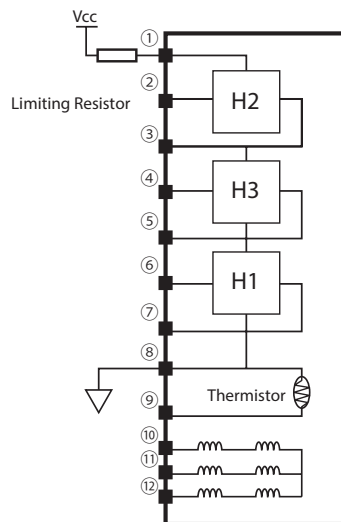 Vcc
①
②
Limiting Resistor
H2
③
④
H3
⑤
⑥
H1
⑦
⑧
Thermistor
⑨
⑩
⑪
⑫